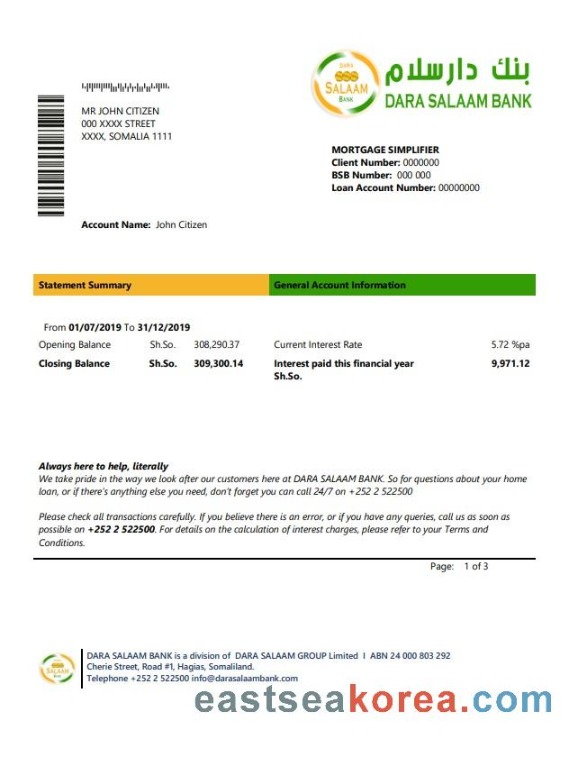 بنك دارسلام
DARA SALAAM BANK
DARA
SALAAM
BANK
MR JOHN CITIZEN
000 XXXX STREET
XXXX, SOMALIA 1111
MORTGAGE SIMPLIFIER
Client Number: 0000000
BSB Number: 000 000
Loan Account Number: 00000000
Account Name: John Citizen
Statement Summary
General Account Information
From 01/07/2019 To 31/12/2019
Opening Balance Sh.So. 308,290.37
Current Interest Rate 5.72 %pa
Closing Balance Sh.So. 309,300.14
Interest paid this financial year 9,971.12
Sh.So.
Always here to help, literally
We take pride in the way we look after our customers here at DARA SALAAM BANK. So for questions about your home
loan, or if there's anything else you need, don't forget you can call 24/7 on +252 2 522500
Please check all transactions carefully. If you believe there is an error, or if you have any queries, call us as soon as
possible on +252 2 522500. For details on the calculation of interest charges, please refer to your Terms and
Conditions.
Page: 1 of 3
SALAAM
BANK
DARA SALAAM BANK is a division of DARA SALAAM GROUP Limited I ABN 24 000 803 292
Cherie Street, Road #1, Hagias, Somaliland.
Telephone +252 2 522500 info@darasalaambank.com
eastseakorea.com